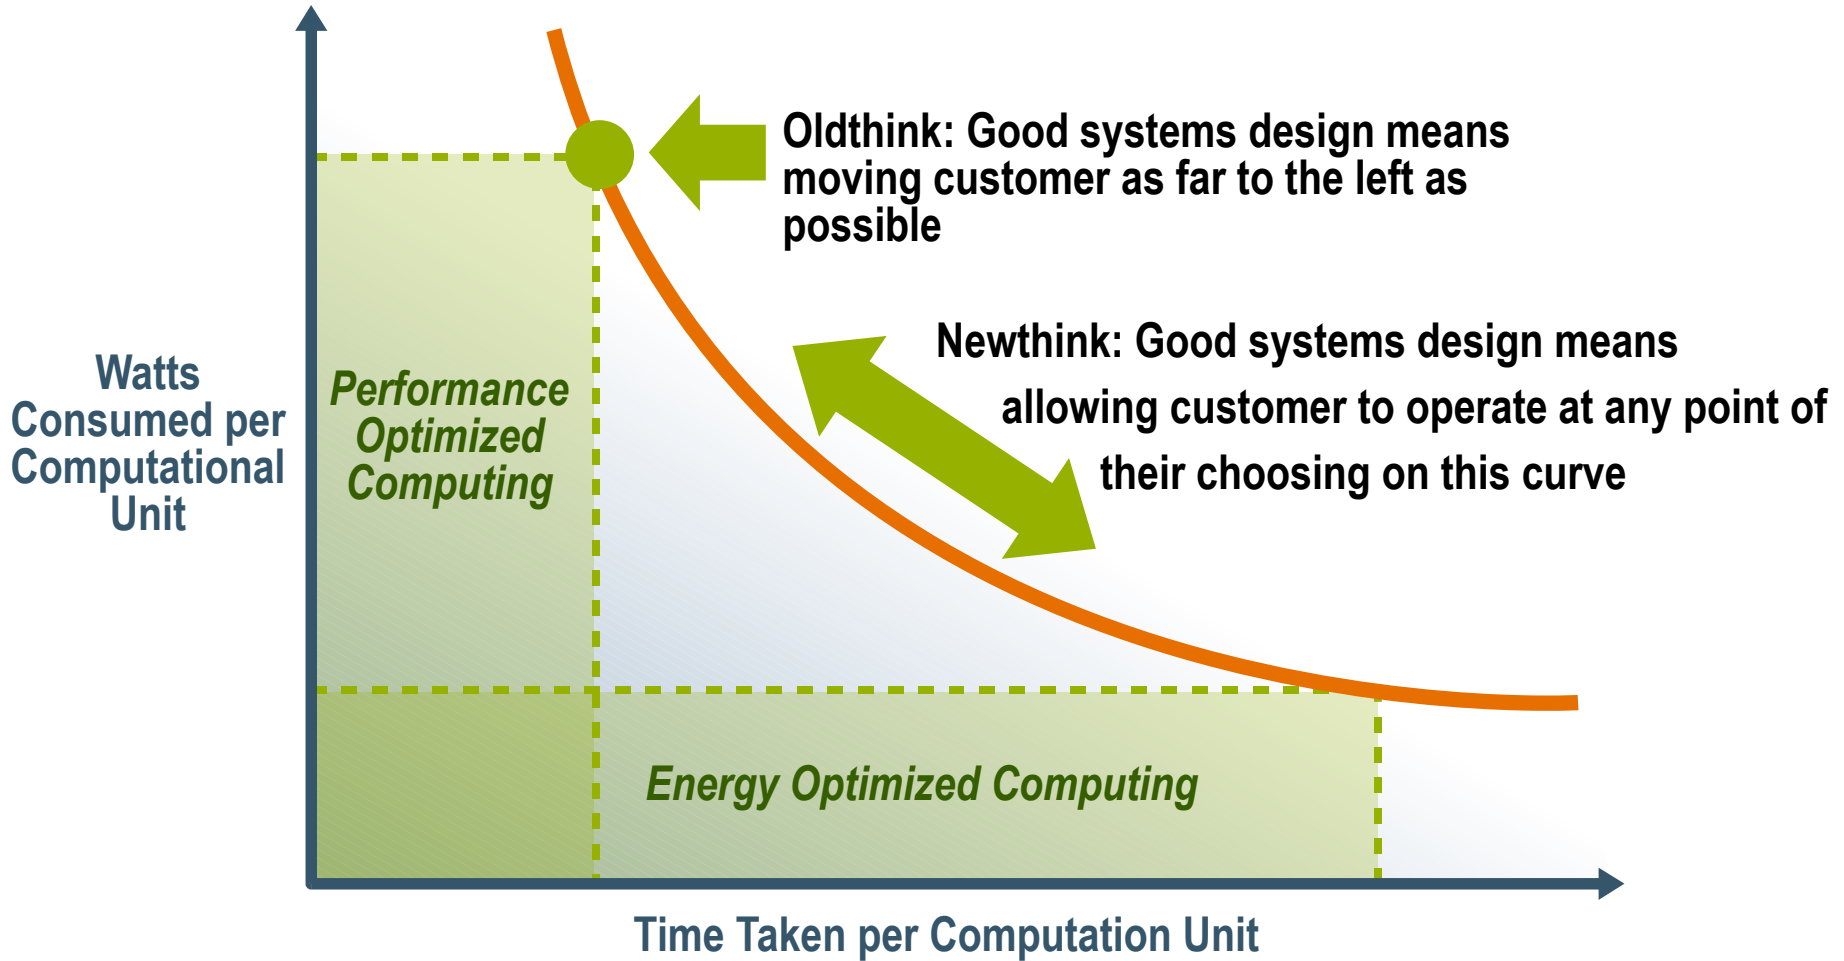 Oldthink: Good systems design means
moving customer as far to the left as
possible
Newthink: Good systems design means
allowing customer to operate at any point of
their choosing on this curve
Watts
Consumed per
Computational
Unit
Performance
Optimized
Computing
Energy Optimized Computing
Time Taken per Computation Unit